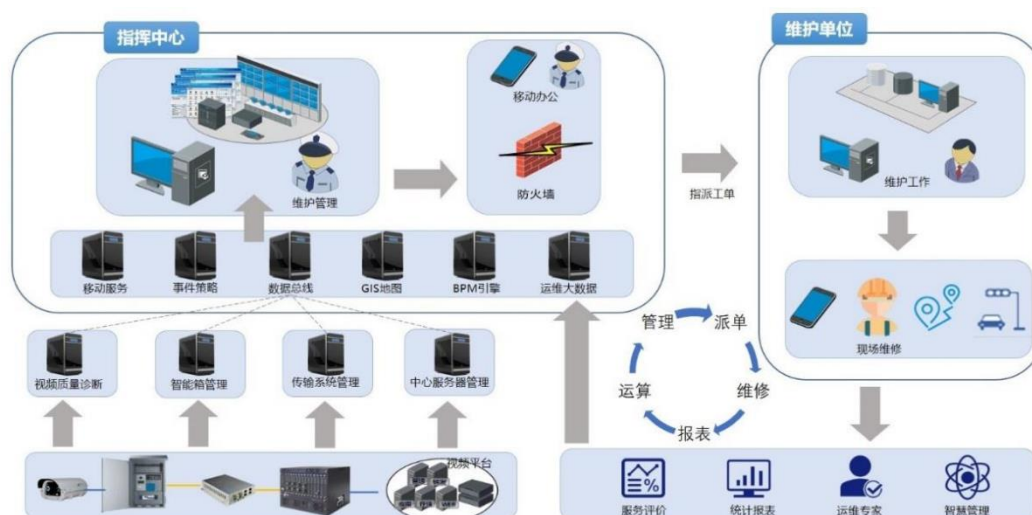 指挥中心
维护单位
移动办公
维护管理
防火墙
指派工单
维护工作
移动服务
事件策略
数据总线
GIS地图
BPM引擎
运维大数据
现场维修
管理
派单
运算
维修
报表
视频质量诊断
智能箱管理
传输系统管理
中心服务器管理
视频平台
服务评价
统计报表
运维专家
智慧管理